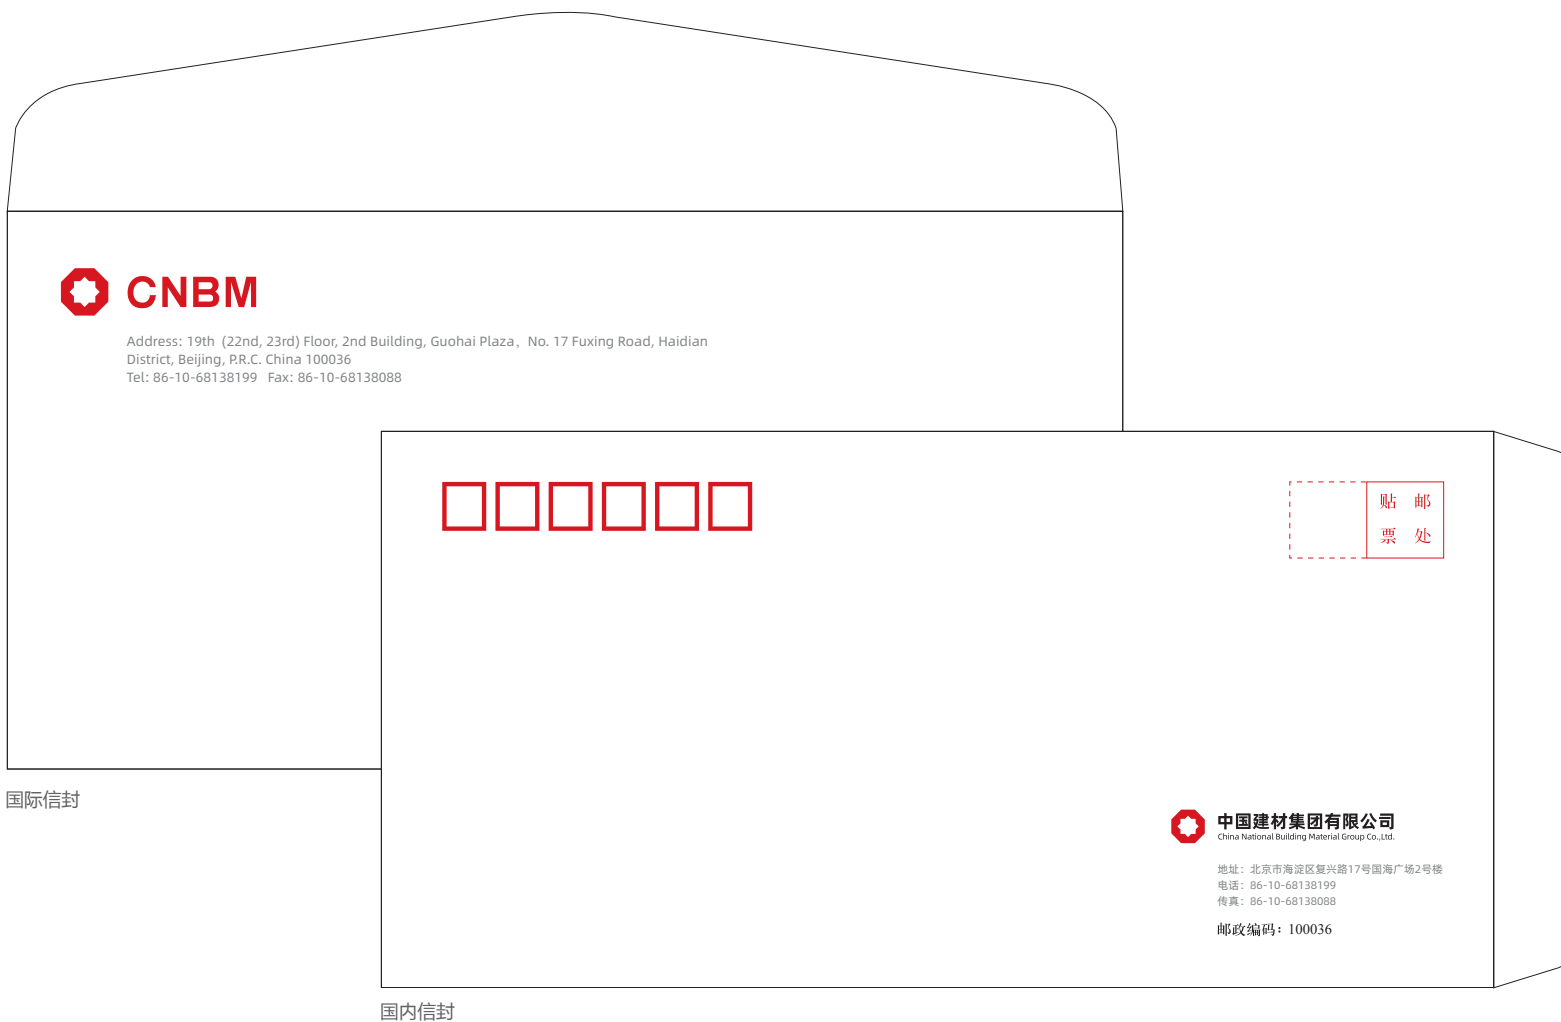 CNBM
Address: 19th (22nd, 23rd) Floor, 2nd Building, Guohai Plaza，No. 17 Fuxing Road, Haidian
District, Beijing, P.R.C. China 100036
Tel: 86-10-68138199 Fax: 86-10-68138088
国际信封
贴 邮
票 处
中国建材集团有限公司
China National Building Material Group Co.,Ltd.
地址：北京市海淀区复兴路17号国海广场2号楼
电话：86-10-68138199
传真：86-10-68138088
邮政编码：100036
国内信封